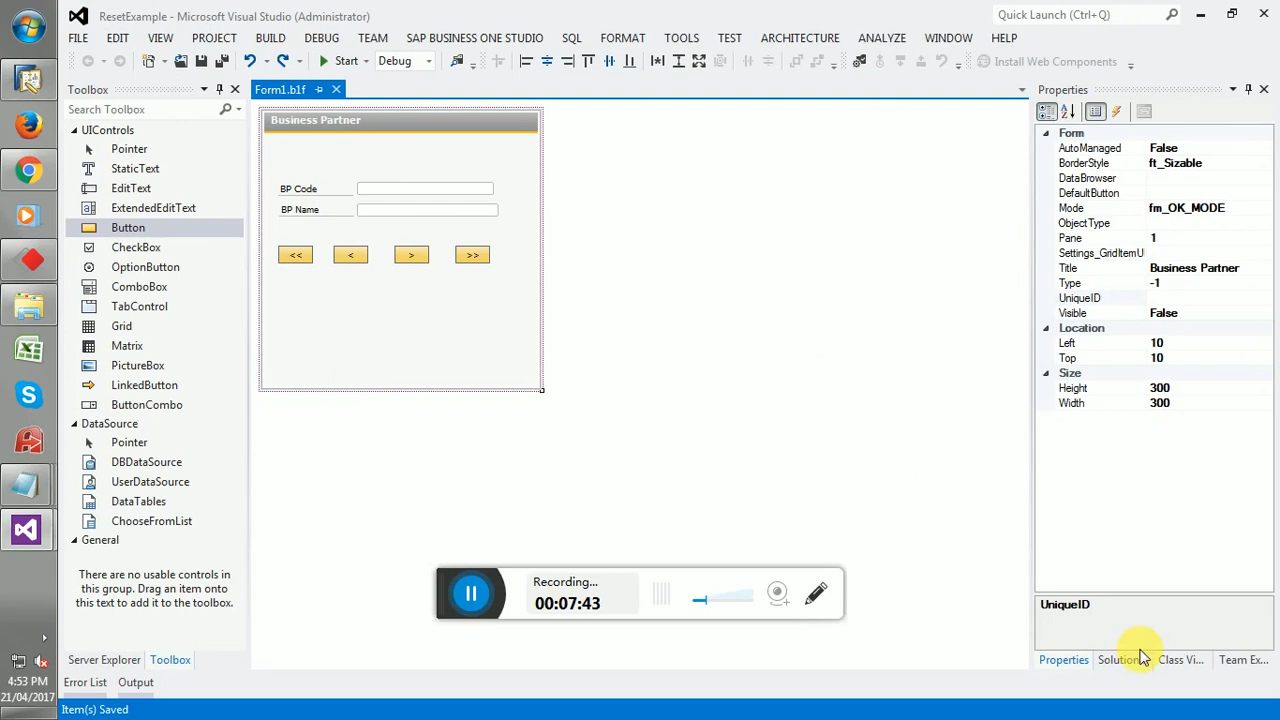 ResetExample - Microsoft Visual Studio (Administrator)
Quick Launch (Ctrl+Q)
FILE EDIT VIEW PROJECT BUILD DEBUG TEAM SAP BUSINESS ONE STUDIO SQL FORMAT TOOLS TEST ARCHITECTURE ANALYZE WINDOW HELP
Start Debug Install Web Components
Toolbox
Search Toolbox
UIControls
Pointer
StaticText
EditText
ExtendedEditText
Button
CheckBox
OptionButton
ComboBox
TabControl
Grid
Matrix
PictureBox
LinkedButton
ButtonCombo
DataSource
Pointer
DBDataSource
UserDataSource
DataTables
ChooseFromList
General
There are no usable controls in
this group. Drag an item onto
this text to add it to the toolbox.
Server Explorer Toolbox
Error List Output
Item(s) Saved
Form1.b1f
Business Partner
BP Code
BP Name
<< < > >>
Recording...
00:07:43
Properties
Form
AutoManaged False
BorderStyle ft_Sizable
DataBrowser
DefaultButton
Mode fm_OK_MODE
ObjectType
Pane 1
Settings_GridItemUI
Title Business Partner
Type -1
UniqueID
Visible False
Location
Left 10
Top 10
Size
Height 300
Width 300
UniqueID
Properties Solution Class Vi... Team Ex...
4:53 PM
21/04/2017